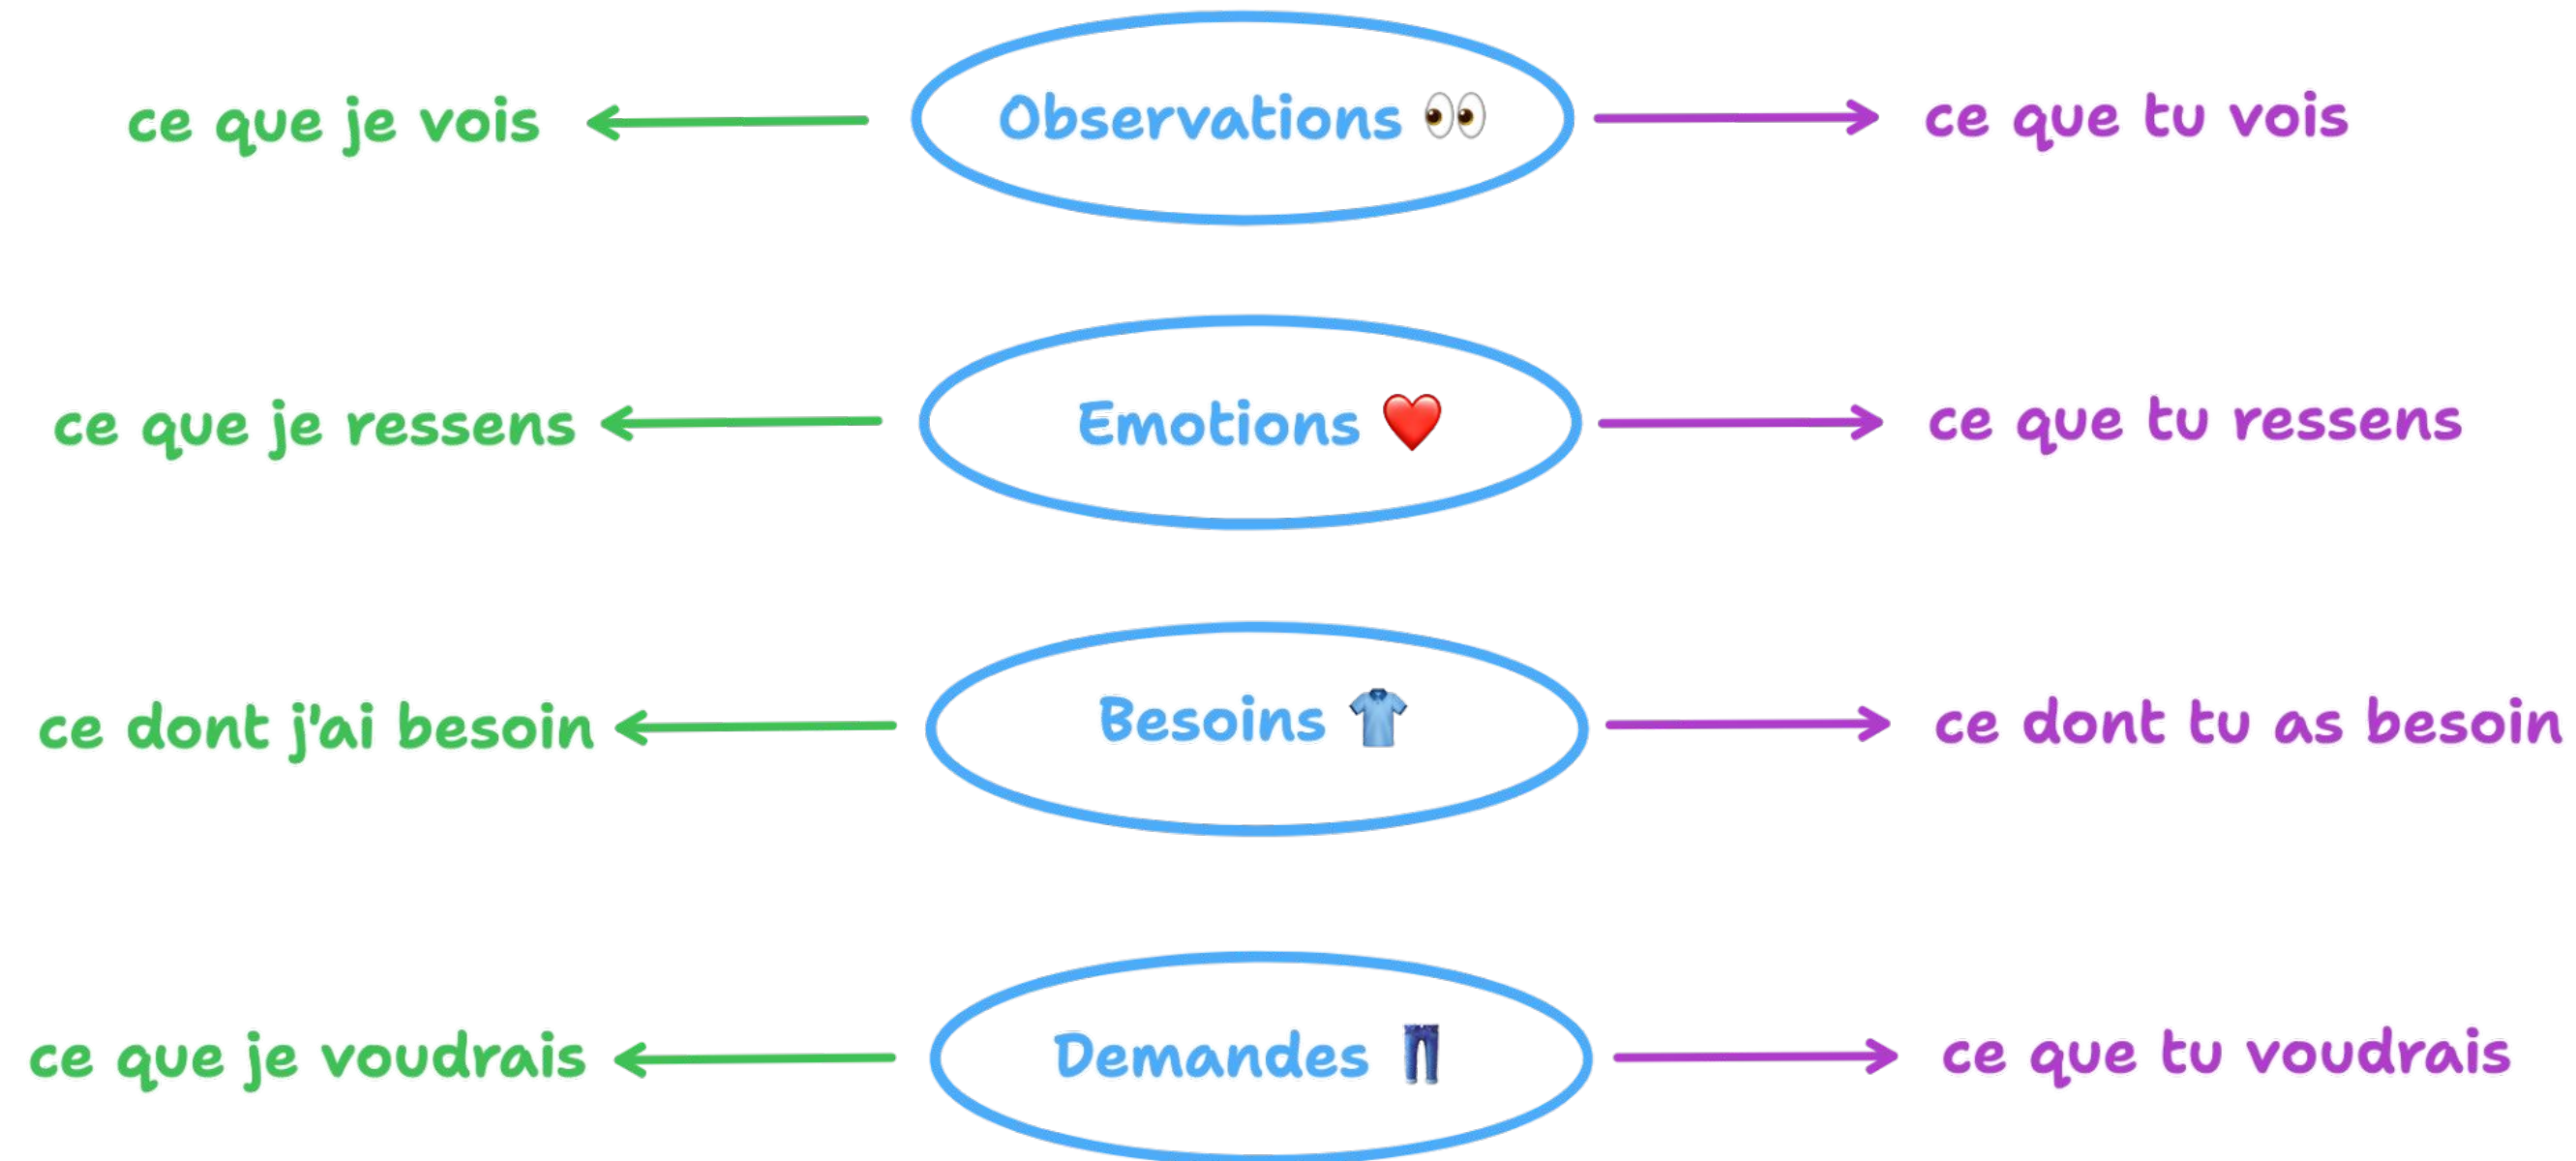 ce que je vois
Observations 👀
ce que tu vois
ce que je ressens
Emotions ❤️
ce que tu ressens
ce dont j'ai besoin
Besoins 👕
ce dont tu as besoin
ce que je voudrais
Demandes 👖
ce que tu voudrais